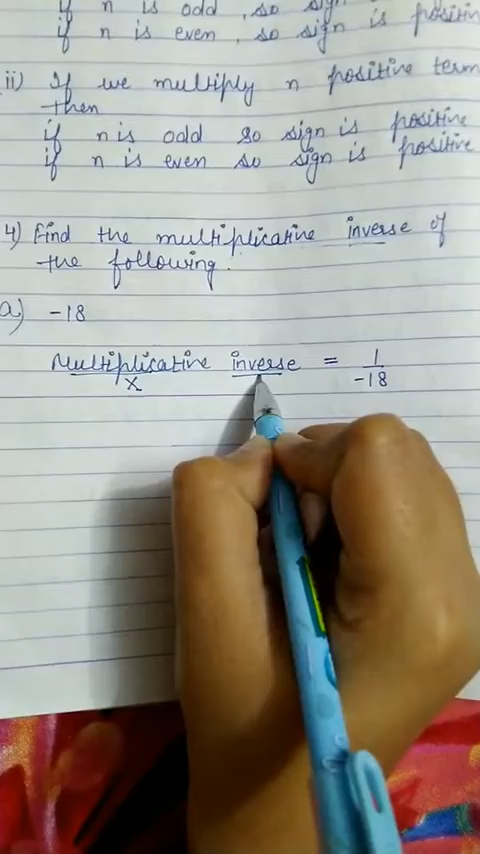 if n is odd , so sign is positiv
if n is even , so sign is positiv
ii) If we multiply n positive term
then
if n is odd so sign is positive
if n is even so sign is positive
4) Find the multiplicative inverse of
the following.
a) -18
Multiplicative inverse = 1/-18
x